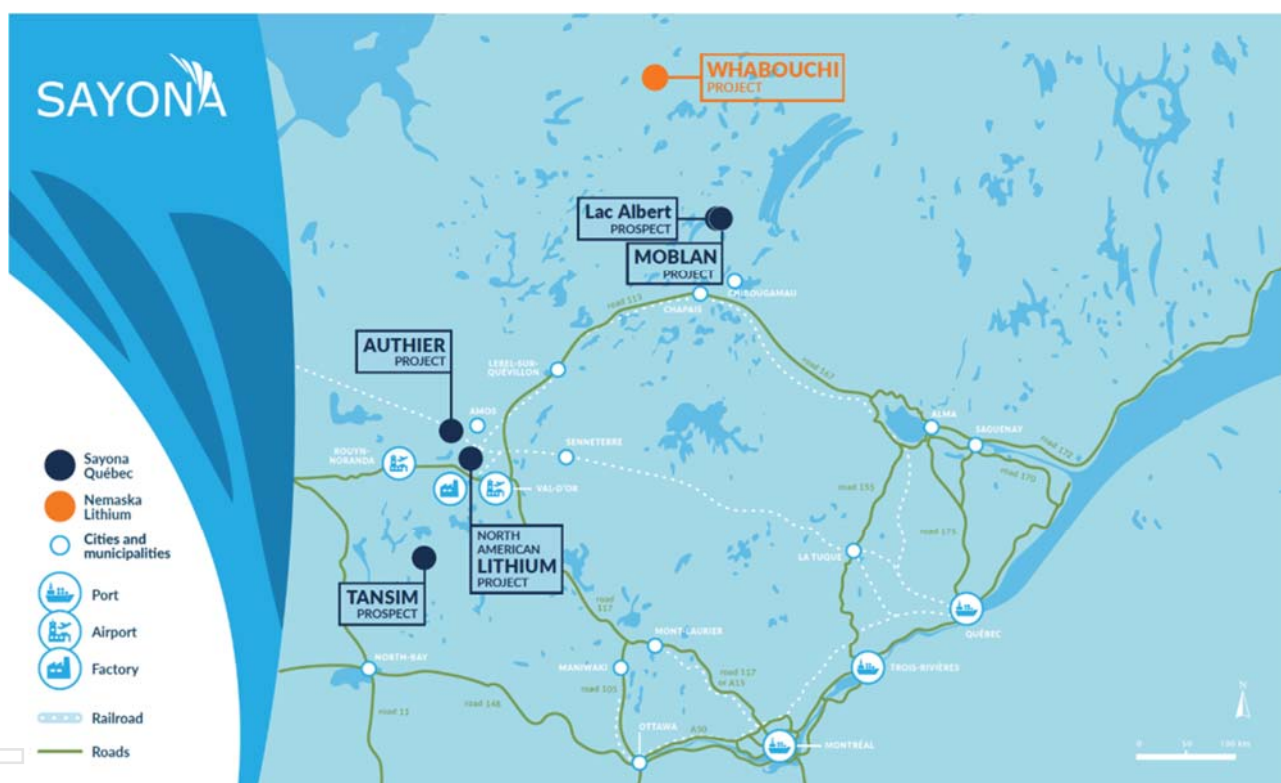 SAYONA
WHABOUCHI
PROJECT
Lac Albert
PROSPECT
MOBLAN
PROJECT
CHIBOUGAMAU
CHAPAIS
road 113
AUTHIER
PROJECT
LEBEL-SUR-
QUÉVILLON
road 167
AMOS
ALMA
SAGUENAY
SENNETERRE
ROUYN-
NORANDA
VAL-D'OR
road 172
road 170
road 155
road 175
Sayona
Québec
Nemaska
Lithium
Cities and
municipalities
Port
Airport
Factory
Railroad
Roads
NORTH
AMERICAN
LITHIUM
PROJECT
TANSIM
PROSPECT
LA TUQUE
QUÉBEC
road
117
MONT-LAURIER
MANIWAKI
TROIS-RIVIÈRES
NORTH-BAY
road 117
or A15
road 105
road 11
road 148
OTTAWA
A50
MONTRÉAL
N
0 50 100 km